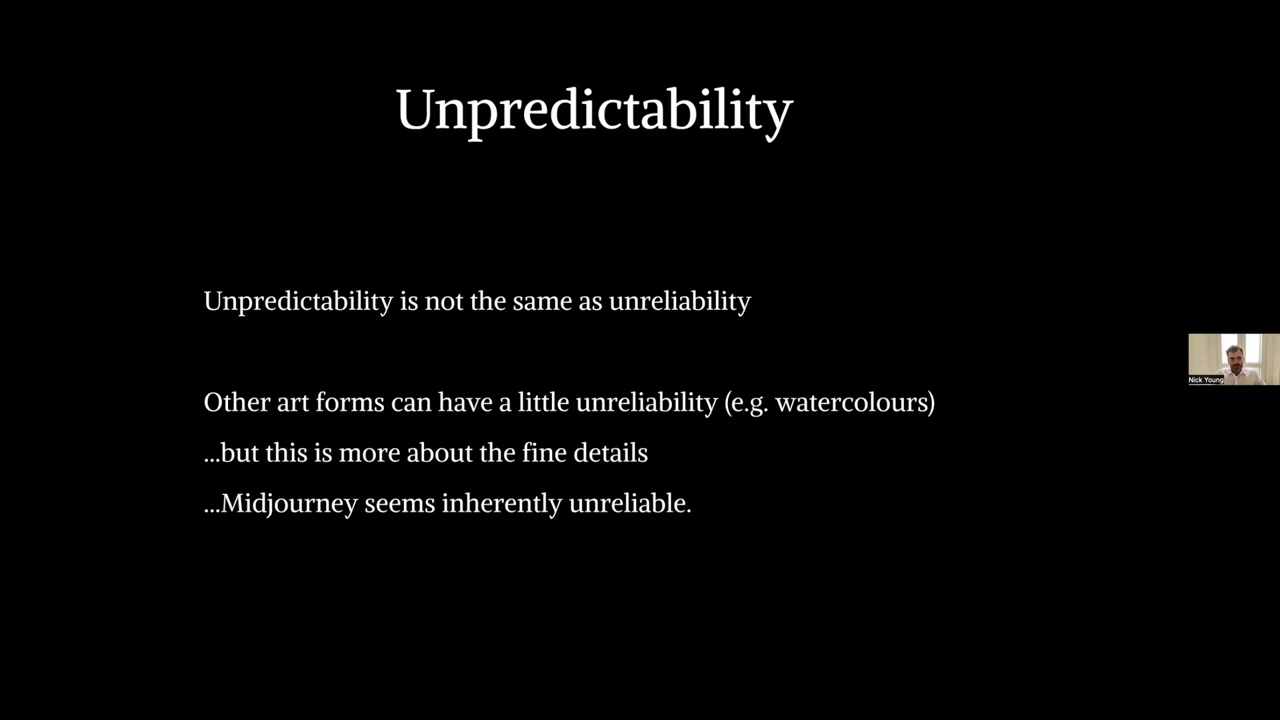 Unpredictability
Unpredictability is not the same as unreliability
Other art forms can have a little unreliability (e.g. watercolours)
...but this is more about the fine details
...Midjourney seems inherently unreliable.
Nick Young